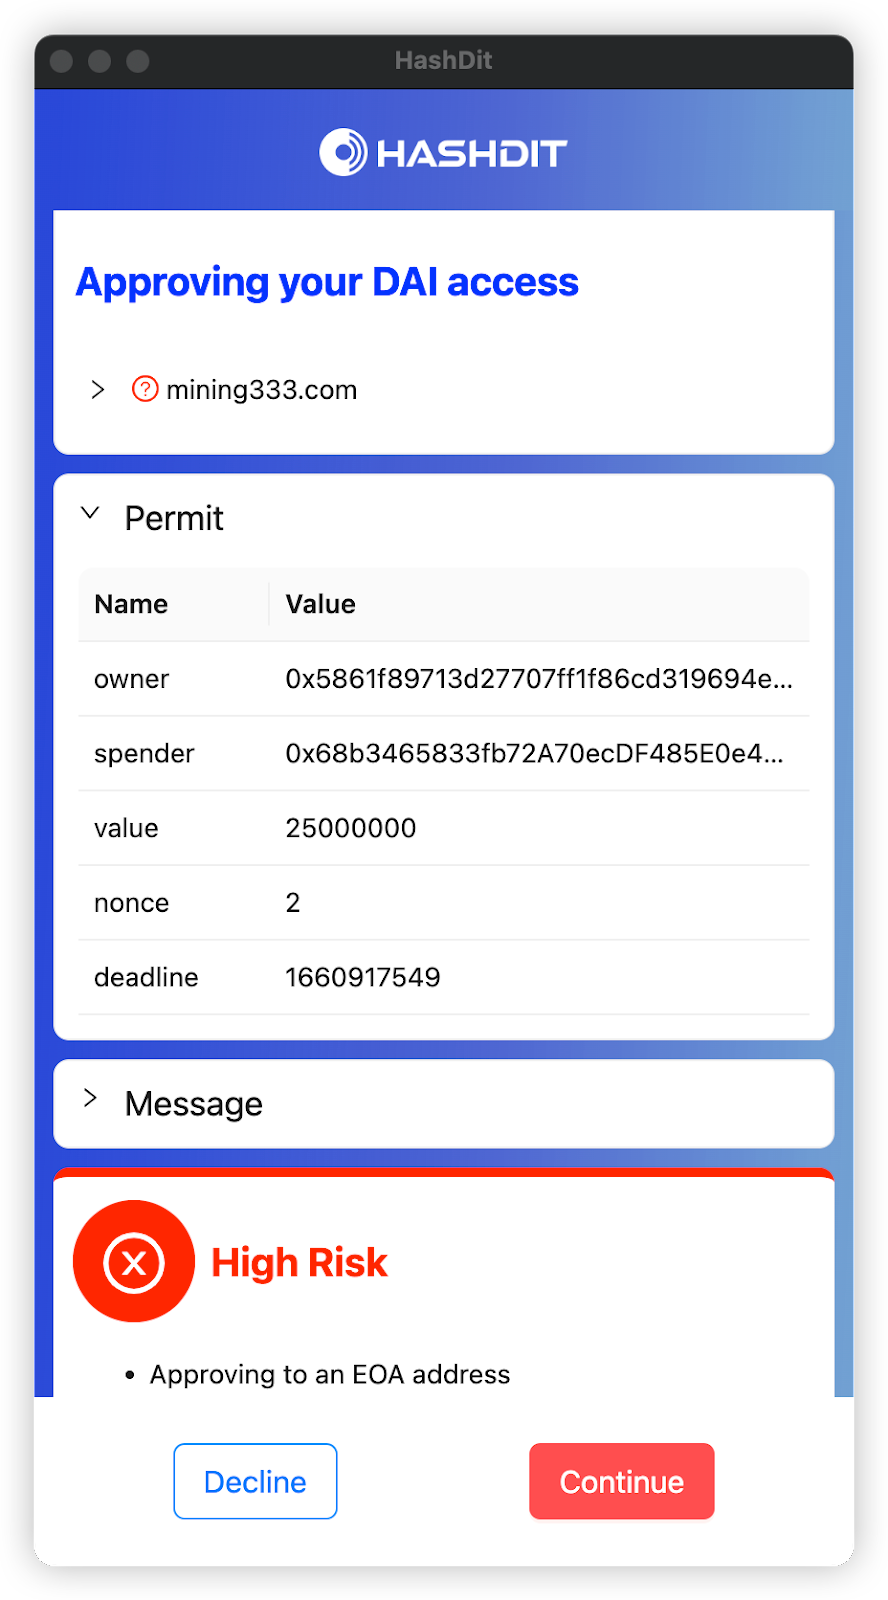 HashDit
HASHDIT
Approving your DAI access
mining333.com
Permit
Name Value
owner 0x5861f89713d27707ff1f86cd319694e...
spender 0x68b3465833fb72A70ecDF485E0e4...
value 25000000
nonce 2
deadline 1660917549
Message
High Risk
• Approving to an EOA address
Decline Continue